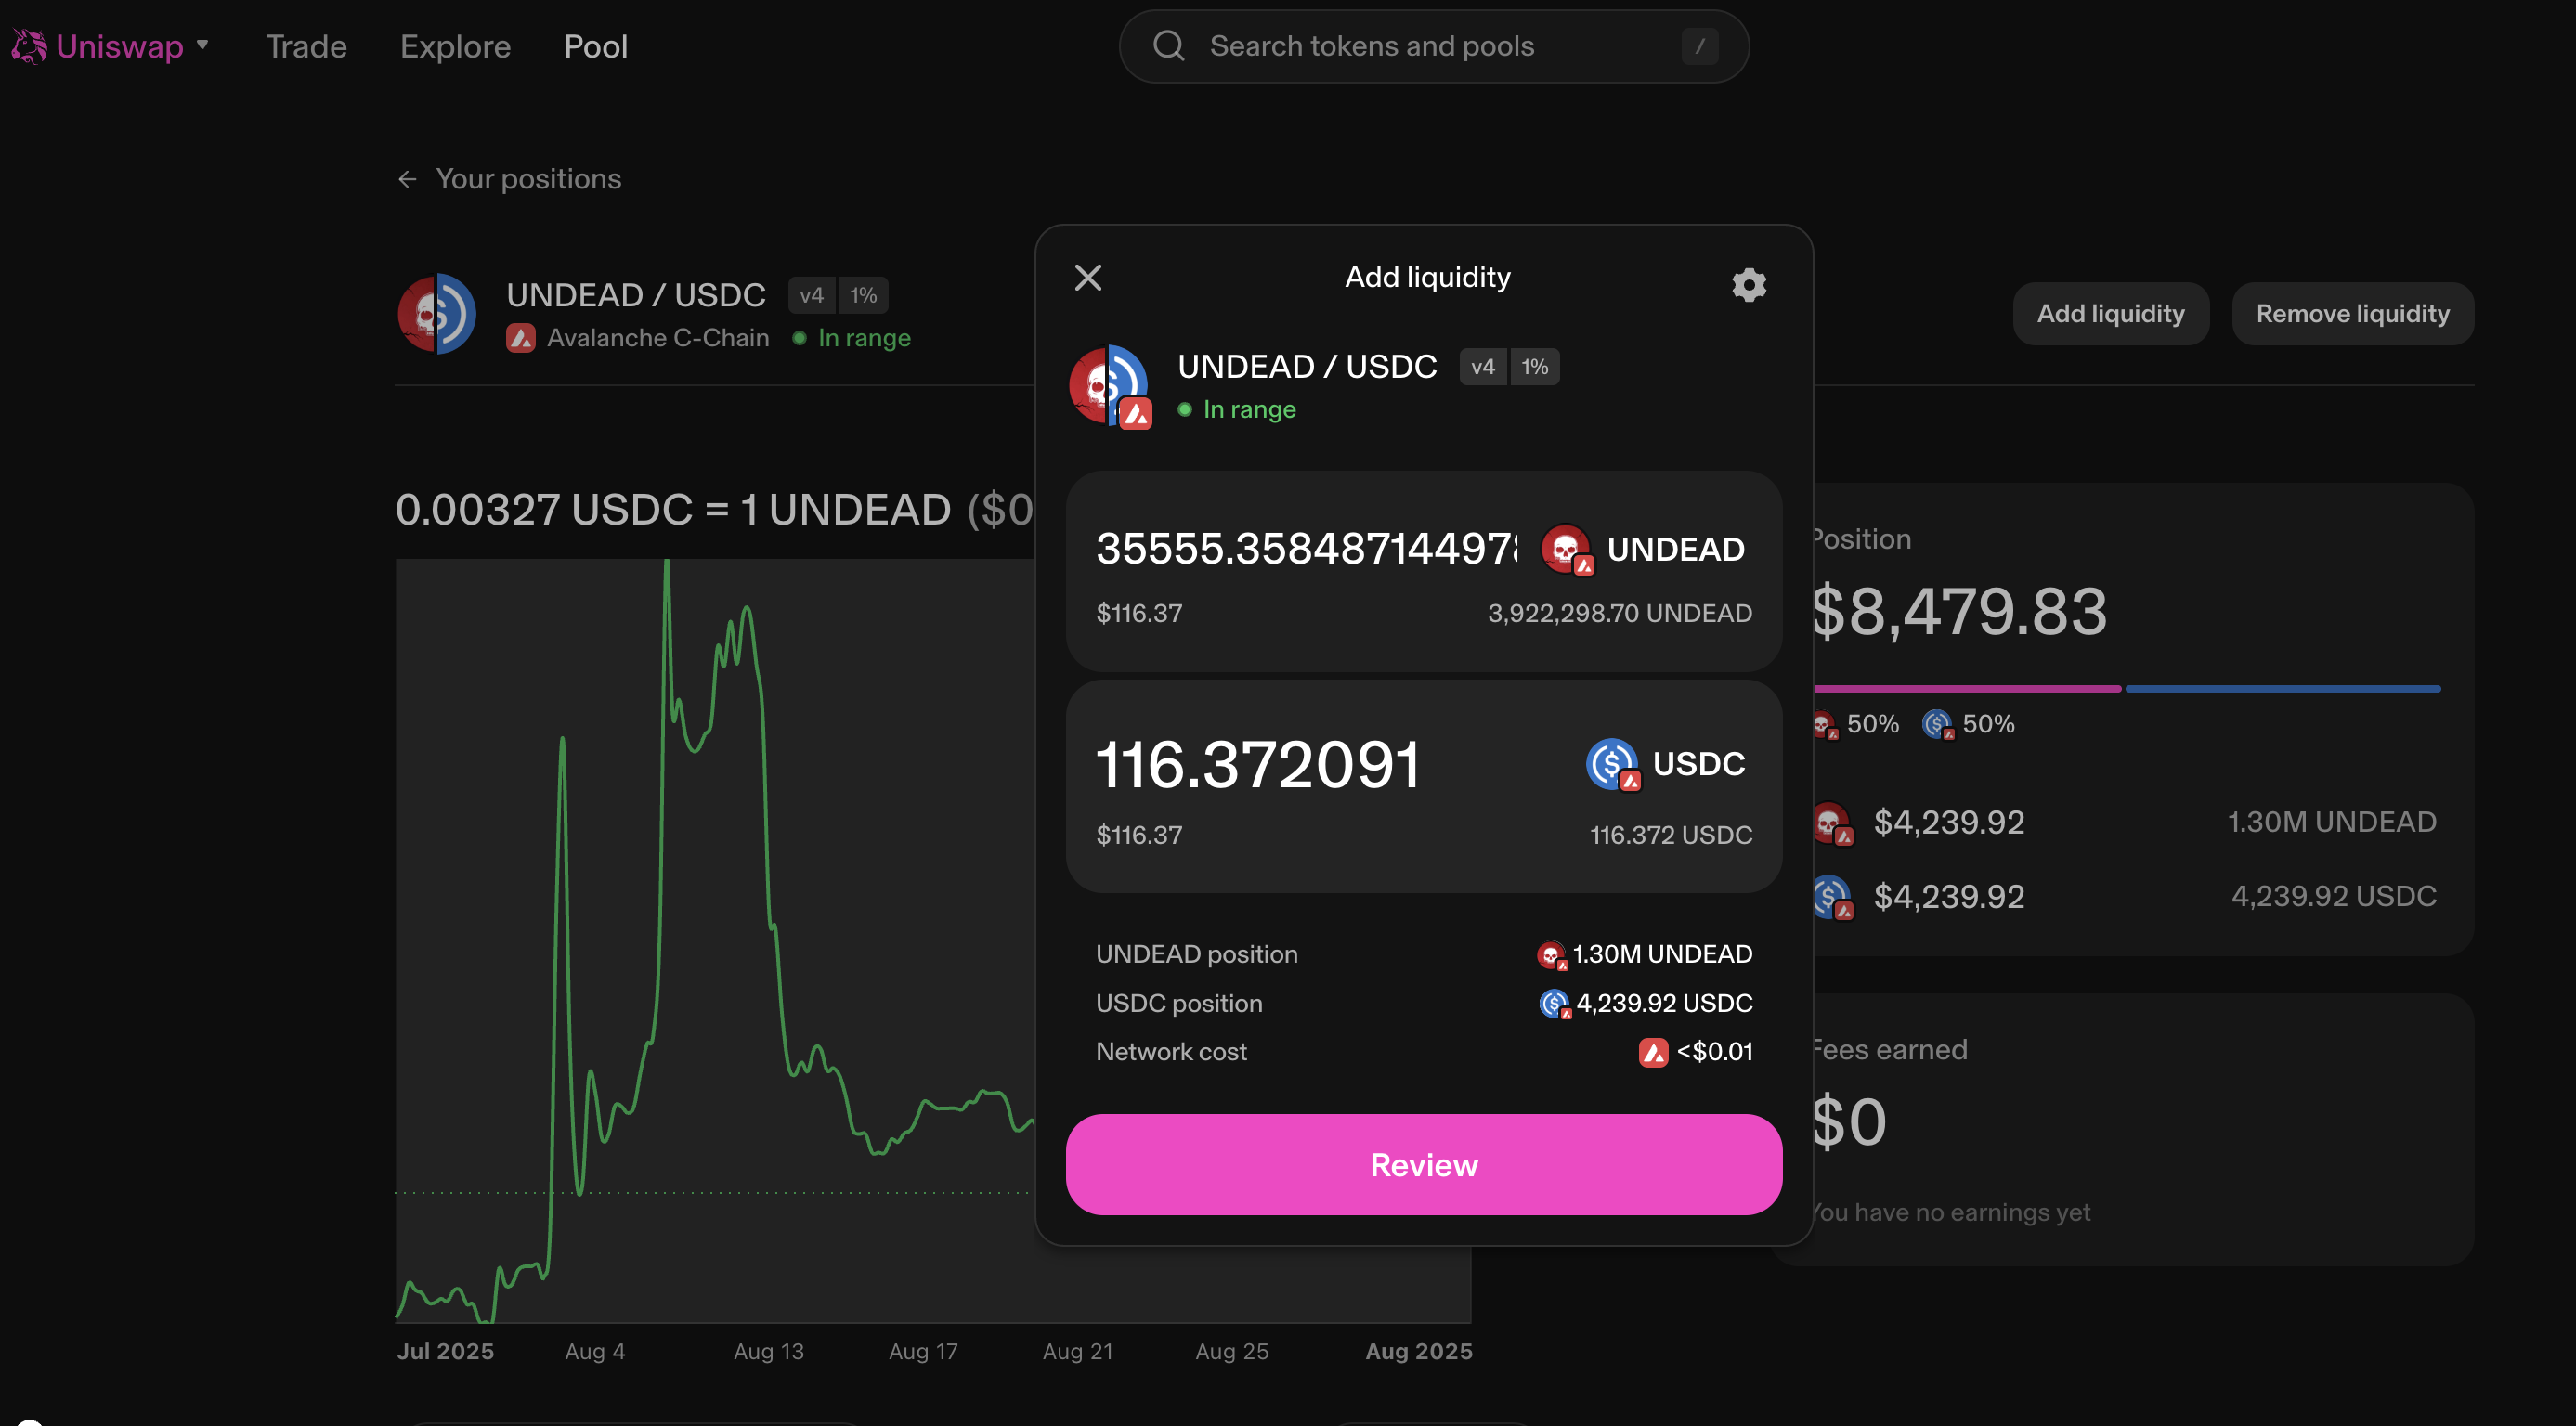 Uniswap Trade Explore Pool Search tokens and pools /
Your positions
UNDEAD / USDC v4 1%
Avalanche C-Chain In range
Add liquidity Remove liquidity
0.00327 USDC = 1 UNDEAD ($0
Jul 2025 Aug 4 Aug 13 Aug 17 Aug 21 Aug 25 Aug 2025
Add liquidity
UNDEAD / USDC v4 1%
In range
35555.358487144978 UNDEAD
$116.37 3,922,298.70 UNDEAD
116.372091 USDC
$116.37 116.372 USDC
UNDEAD position 1.30M UNDEAD
USDC position 4,239.92 USDC
Network cost <$0.01
Review
Position
$8,479.83
50% 50%
$4,239.92 1.30M UNDEAD
$4,239.92 4,239.92 USDC
Fees earned
$0
You have no earnings yet